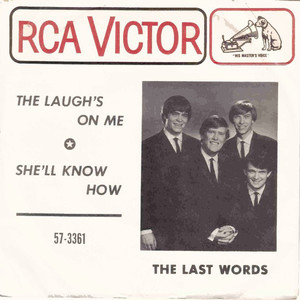 RCA VICTOR
"HIS MASTER'S VOICE"
THE LAUGH'S
ON ME
SHE'LL KNOW
HOW
57-3361
THE LAST WORDS